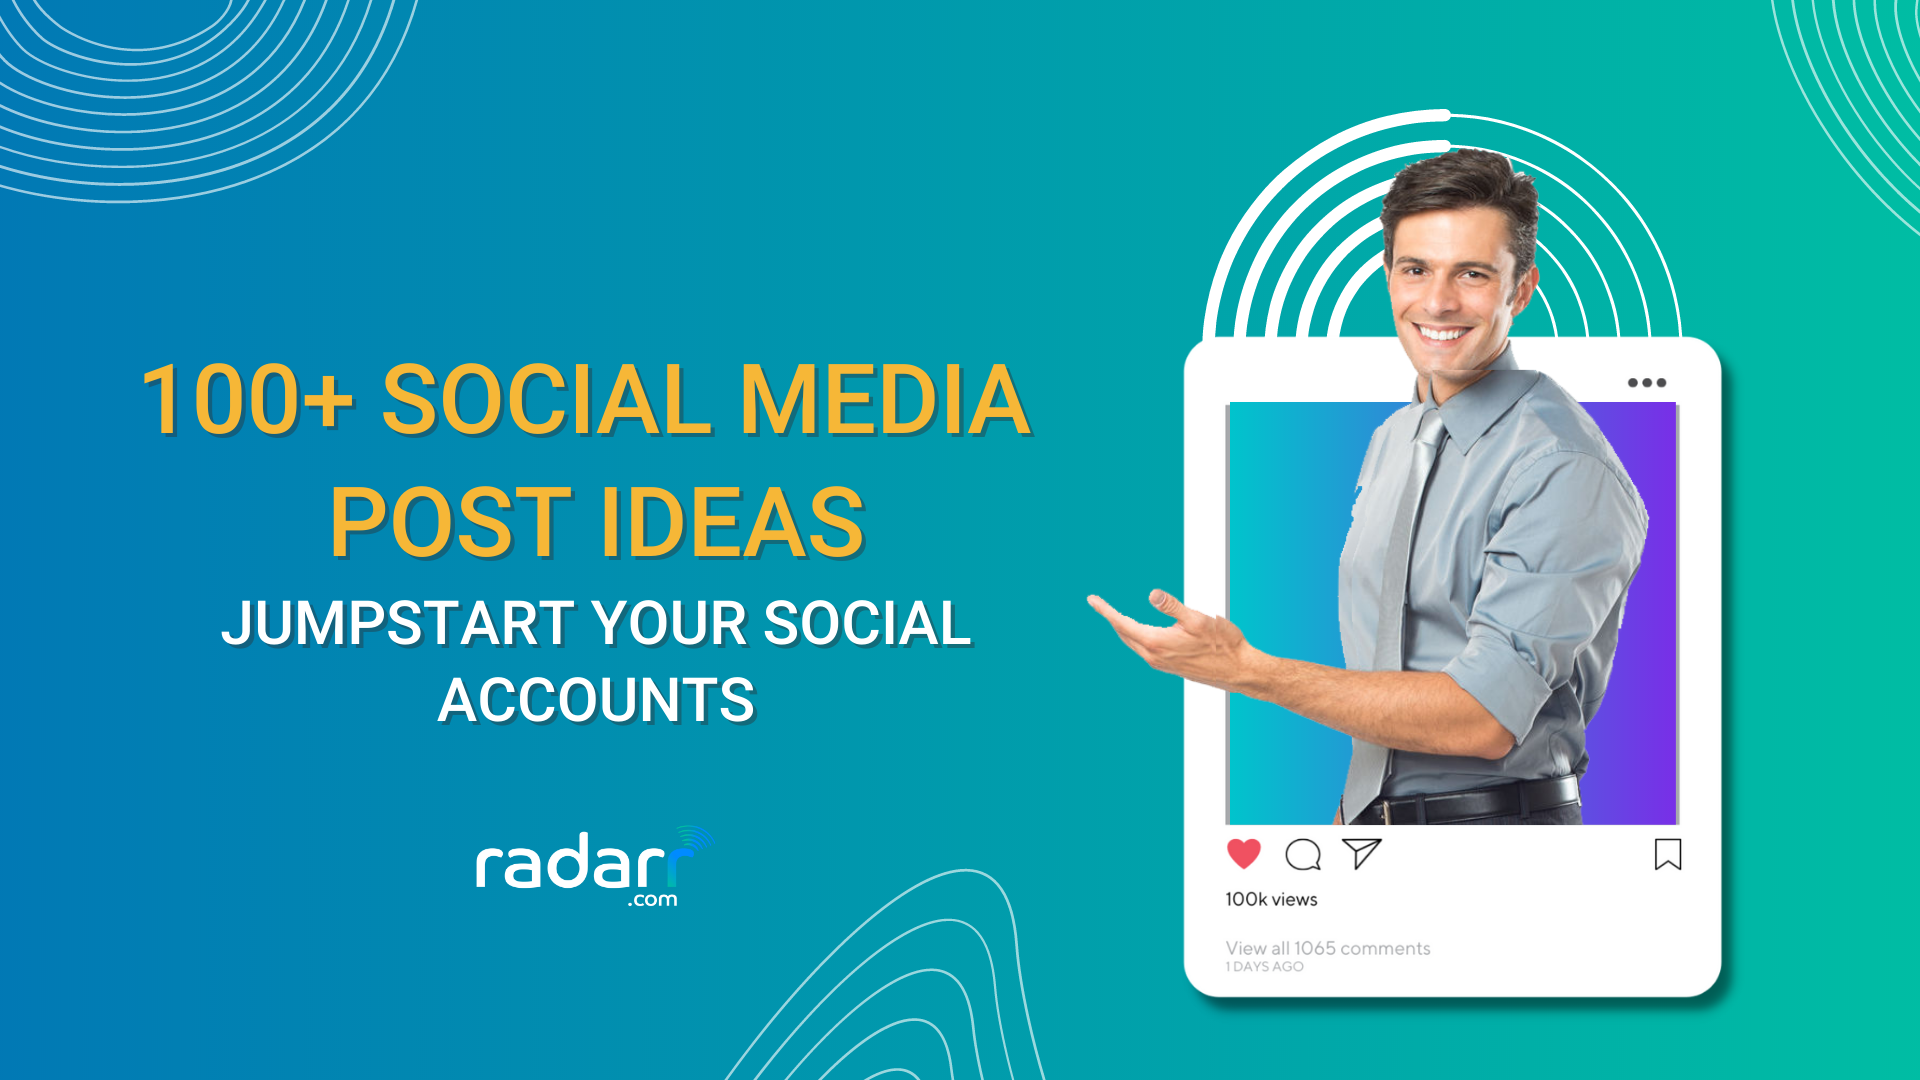 100+ SOCIAL MEDIA
POST IDEAS
JUMPSTART YOUR SOCIAL
ACCOUNTS
radarr
.com
100k views
View all 1065 comments
1 DAYS AGO